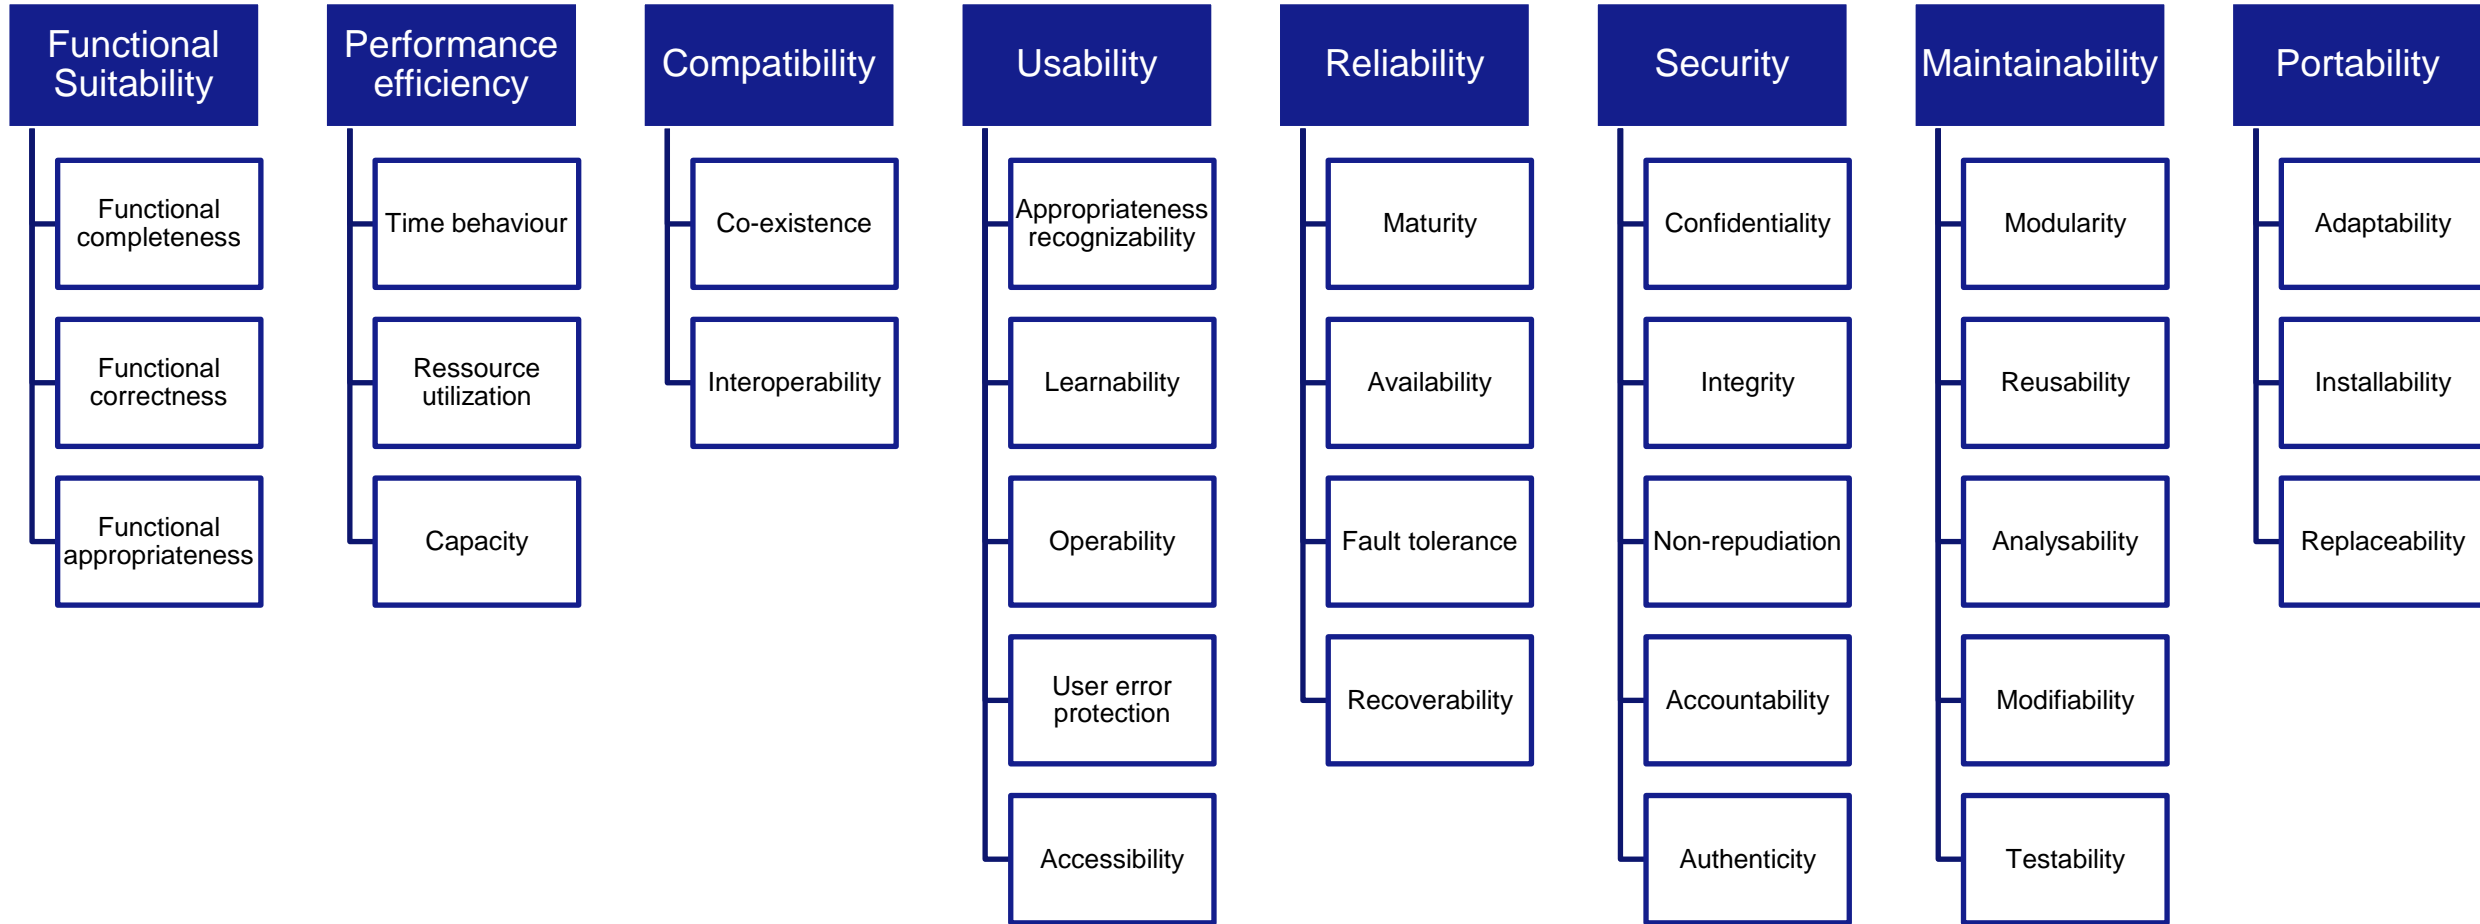 Functional
Suitability
Functional
completeness
Functional
correctness
Functional
appropriateness
Performance
efficiency
Time behaviour
Ressource
utilization
Capacity
Compatibility
Co-existence
Interoperability
Usability
Appropriateness
recognizability
Learnability
Operability
User error
protection
Accessibility
Reliability
Maturity
Availability
Fault tolerance
Recoverability
Security
Confidentiality
Integrity
Non-repudiation
Accountability
Authenticity
Maintainability
Modularity
Reusability
Analysability
Modifiability
Testability
Portability
Adaptability
Installability
Replaceability